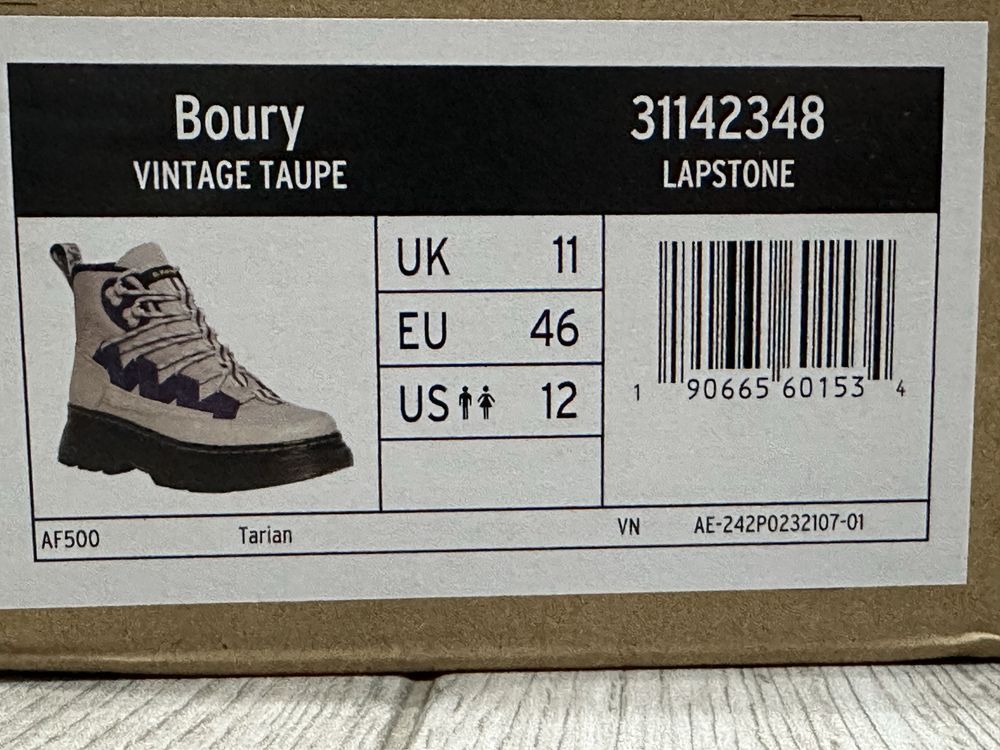 Boury
VINTAGE TAUPE
31142348
LAPSTONE
UK 11
EU 46
US 12
1 90665 60153 4
AF500 Tarian VN AE-242P0232107-01